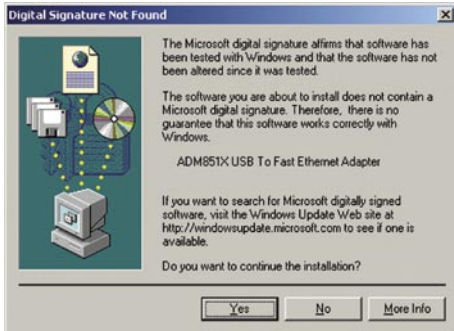 Digital Signature Not Found
The Microsoft digital signature affirms that software has
been tested with Windows and that the software has not
been altered since it was tested.
The software you are about to install does not contain a
Microsoft digital signature. Therefore, there is no
guarantee that this software works correctly with
Windows.
ADM851X USB To Fast Ethernet Adapter
If you want to search for Microsoft digitally signed
software, visit the Windows Update Web site at
http://windowsupdate.microsoft.com to see if one is
available.
Do you want to continue the installation?
Yes No More Info